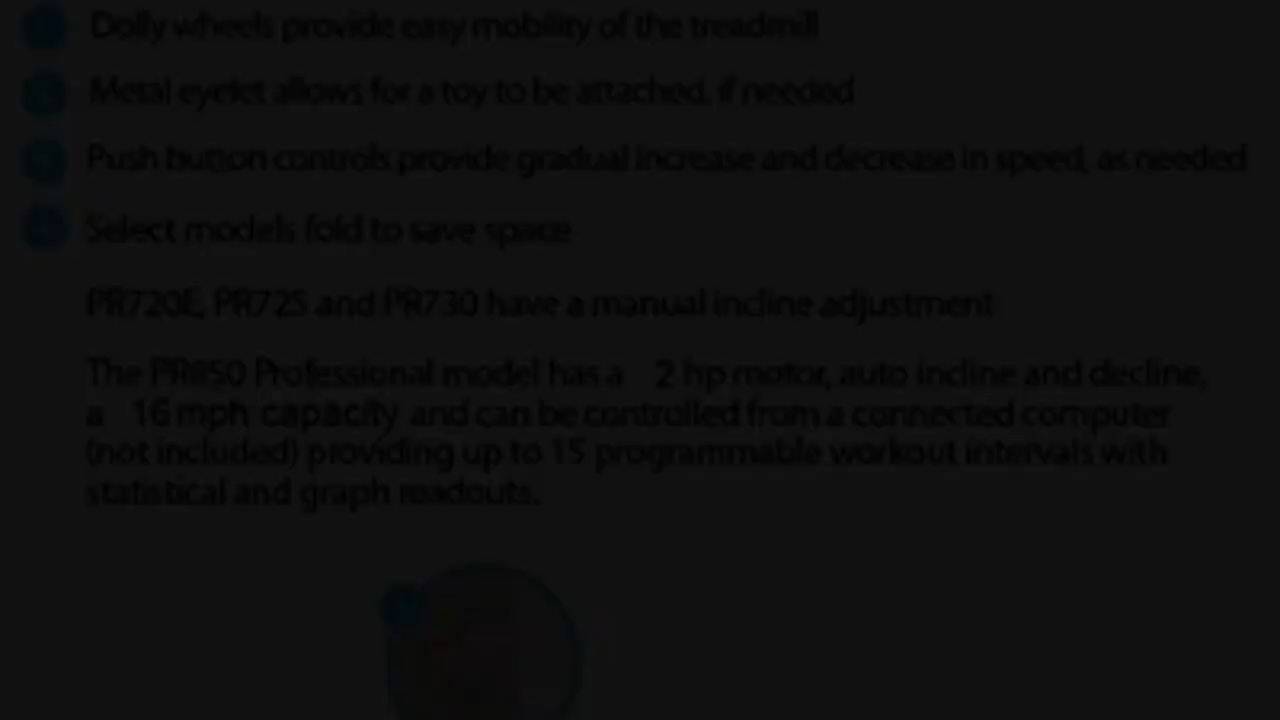 Dolly wheels provide easy mobility of the treadmill
Metal eyelet allows for a toy to be attached, if needed
Push button controls provide gradual increase and decrease in speed, as needed
Select models fold to save space
PR720E, PR725 and PR730 have a manual incline adjustment
The PR850 Professional model has a 2 hp motor, auto incline and decline,
a 16 mph capacity and can be controlled from a connected computer
(not included) providing up to 15 programmable workout intervals with
statistical and graph readouts.